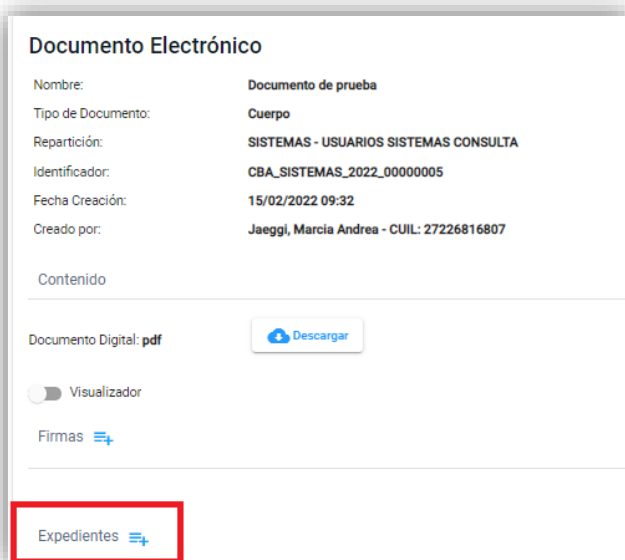 Documento Electrónico
Nombre: Documento de prueba
Tipo de Documento: Cuerpo
Repartición: SISTEMAS - USUARIOS SISTEMAS CONSULTA
Identificador: CBA_SISTEMAS_2022_00000005
Fecha Creación: 15/02/2022 09:32
Creado por: Jaeggi, Marcia Andrea - CUIL: 27226816807
Contenido
Documento Digital: pdf Descargar
Visualizador
Firmas
Expedientes